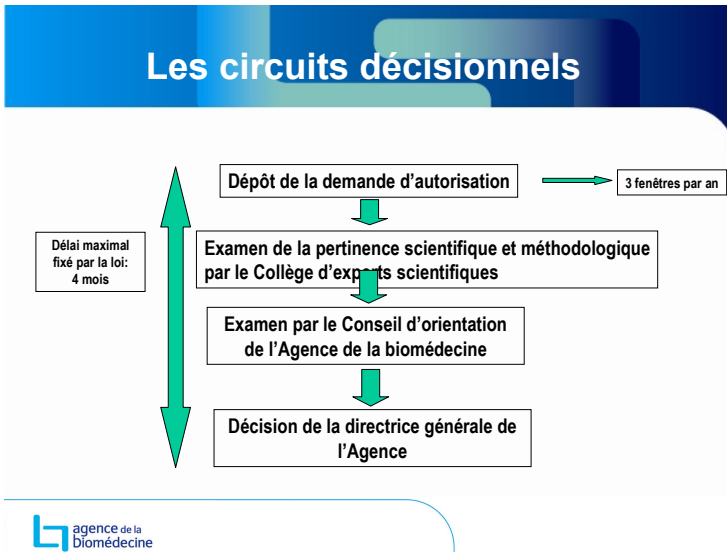 Les circuits décisionnels
Dépôt de la demande d'autorisation
3 fenêtres par an
Délai maximal
fixé par la loi:
4 mois
Examen de la pertinence scientifique et méthodologique
par le Collège d'experts scientifiques
Examen par le Conseil d'orientation
de l'Agence de la biomédecine
Décision de la directrice générale de
l'Agence
agence de la
biomédecine